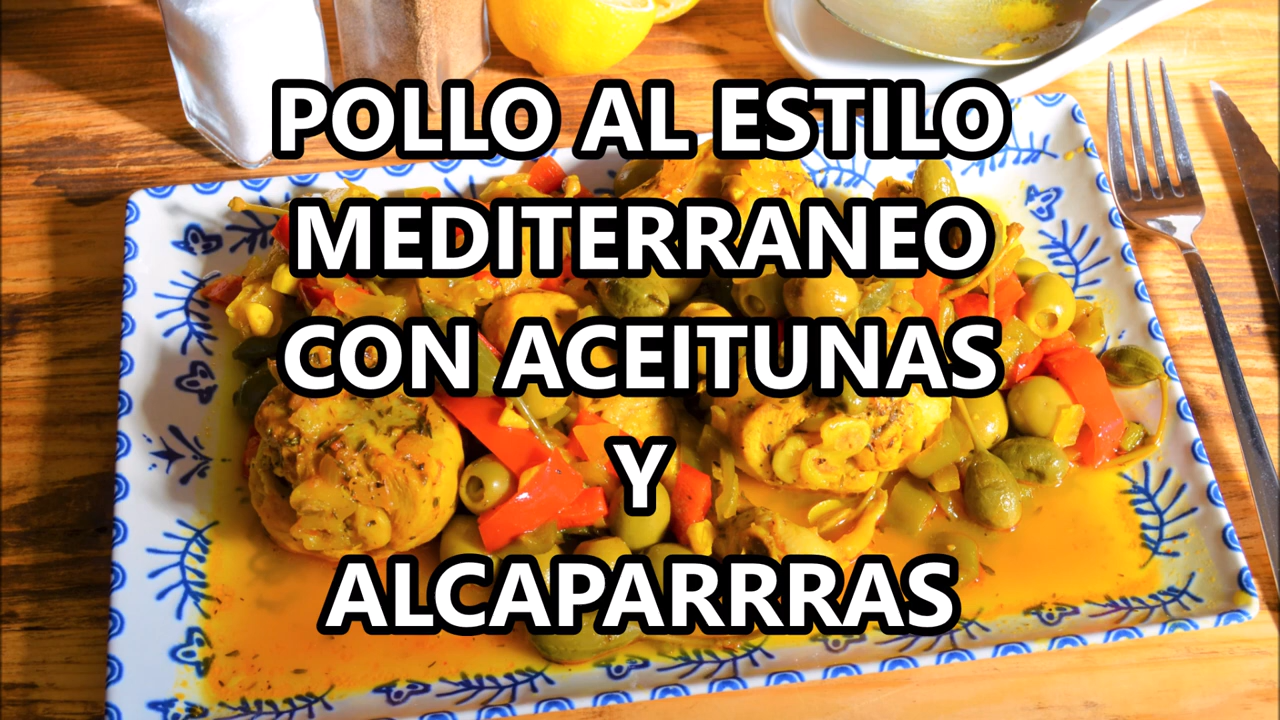 POLLO AL ESTILO
MEDITERRANEO
CON ACEITUNAS
Y
ALCAPARRRAS